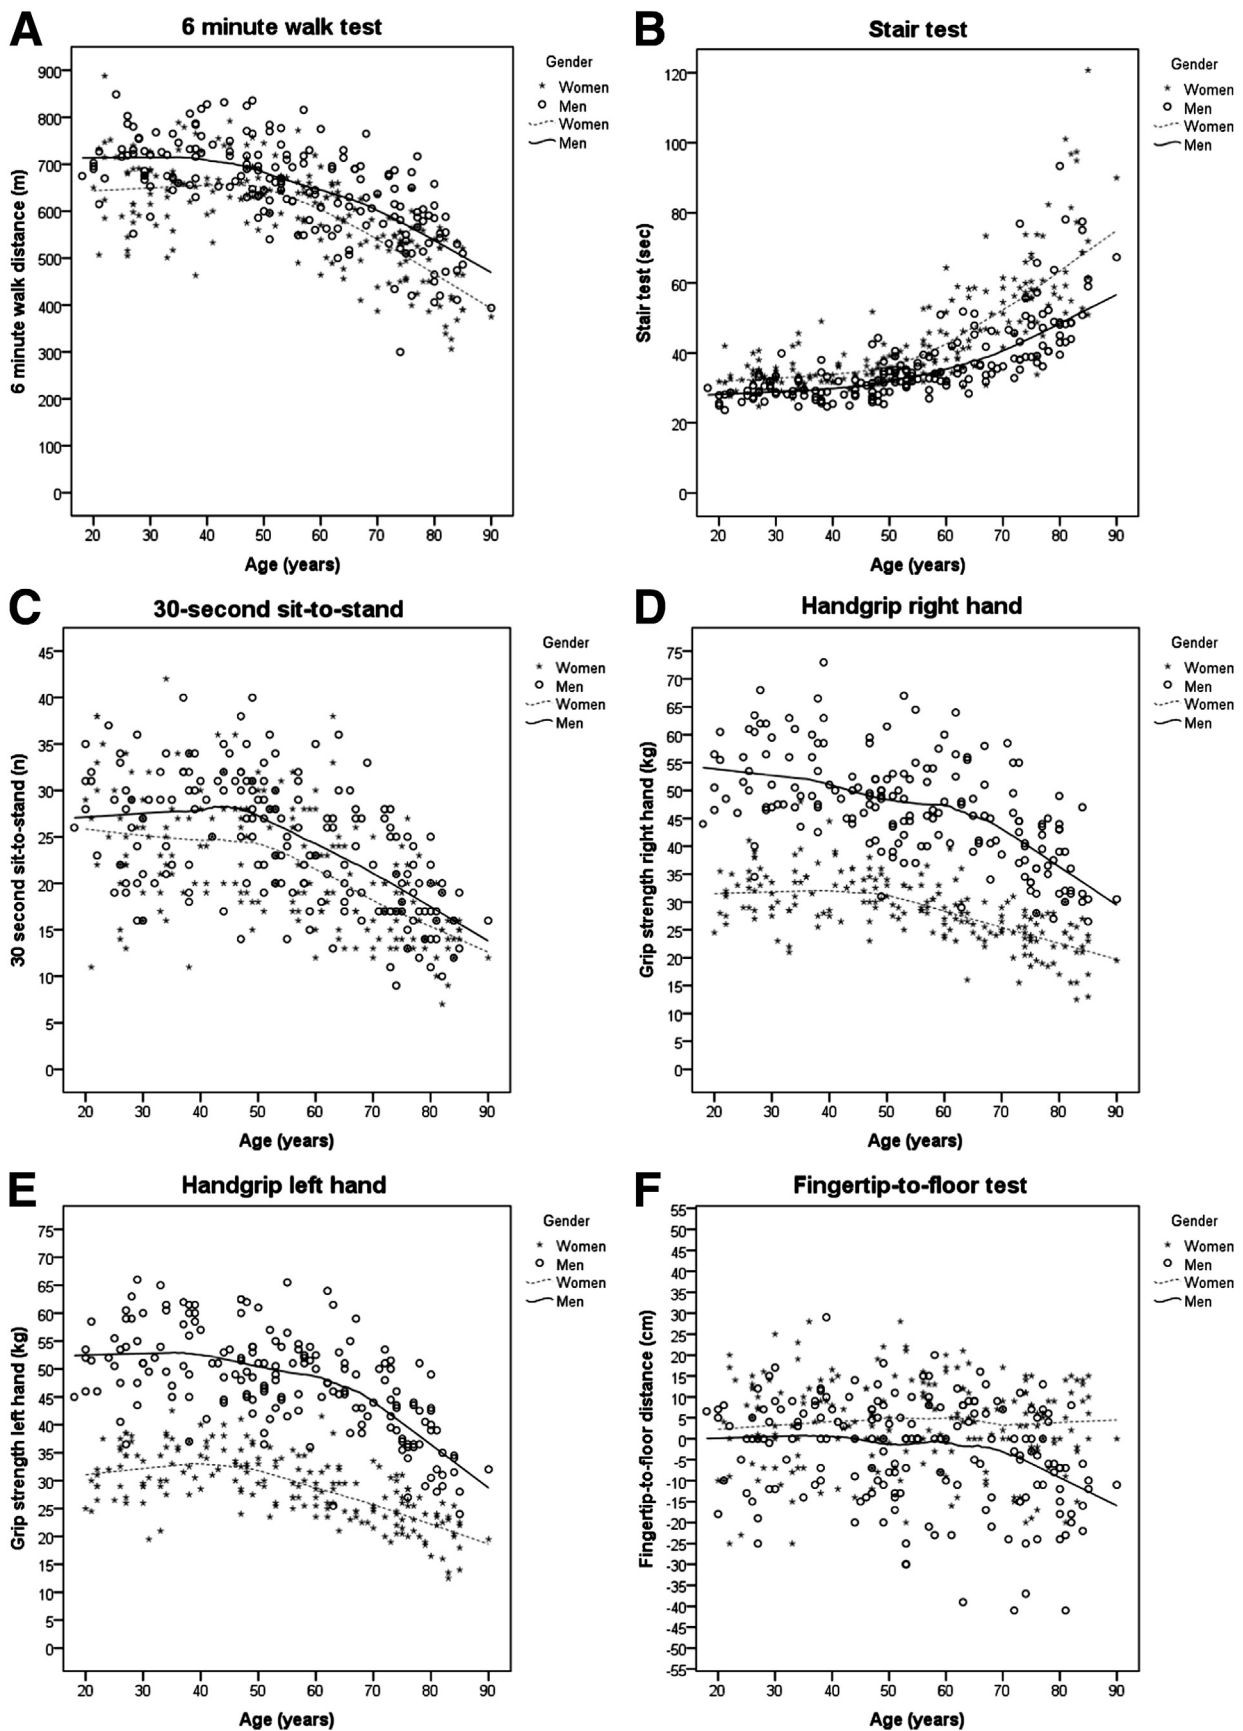 A
6 minute walk test
900
800
700
600
500
400
300
200
100
0
6 minute walk distance (m)
20 30 40 50 60 70 80 90
Age (years)
Gender
Women
Men
Women
Men
B
Stair test
120
100
80
60
40
20
0
Stair test (sec)
20 30 40 50 60 70 80 90
Age (years)
Gender
Women
Men
Women
Men
C
30-second sit-to-stand
45
40
35
30
25
20
15
10
5
0
30 second sit-to-stand (n)
20 30 40 50 60 70 80 90
Age (years)
Gender
Women
Men
Women
Men
D
Handgrip right hand
75
70
65
60
55
50
45
40
35
30
25
20
15
10
5
0
Grip strength right hand (kg)
20 30 40 50 60 70 80 90
Age (years)
Gender
Women
Men
Women
Men
E
Handgrip left hand
75
70
65
60
55
50
45
40
35
30
25
20
15
10
5
0
Grip strength left hand (kg)
20 30 40 50 60 70 80 90
Age (years)
Gender
Women
Men
Women
Men
F
Fingertip-to-floor test
55
50
45
40
35
30
25
20
15
10
5
0
-5
-10
-15
-20
-25
-30
-35
-40
-45
-50
-55
Fingertip-to-floor distance (cm)
20 30 40 50 60 70 80 90
Age (years)
Gender
Women
Men
Women
Men